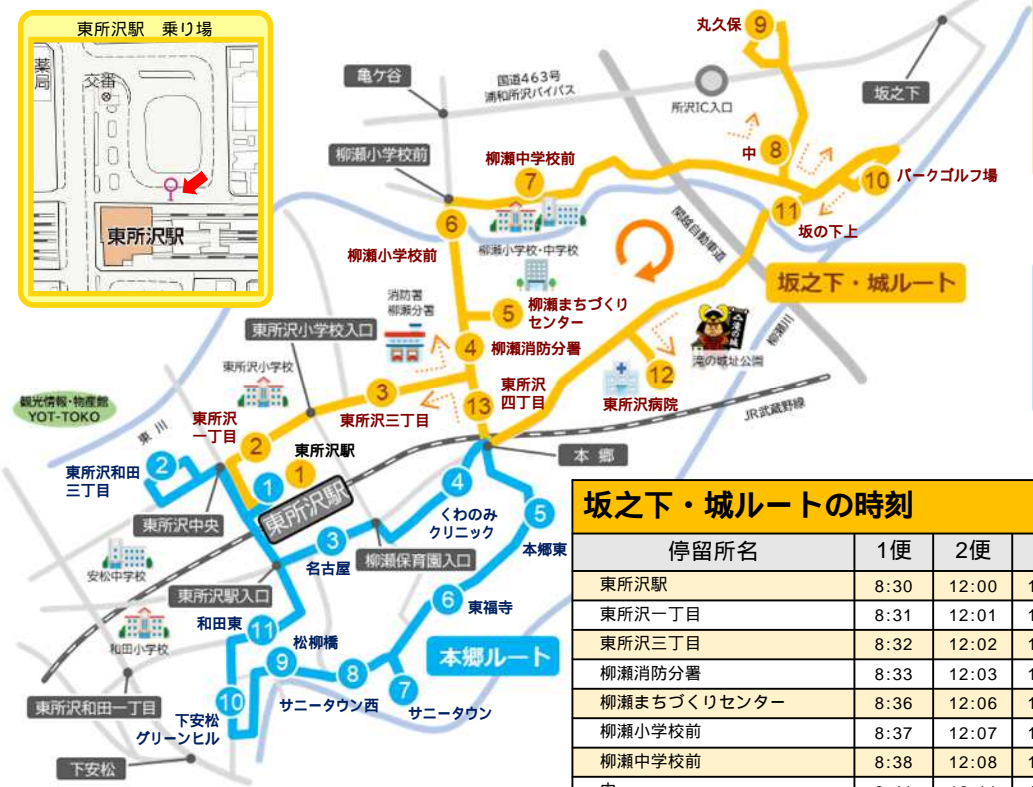 東所沢駅 乗り場
薬局
交番
東所沢駅
丸久保
9
亀ケ谷
国道463号
浦和所沢バイパス
所沢IC入口
坂之下
柳瀬小学校前
柳瀬中学校前
7
中
8
10
パークゴルフ場
11
坂の下上
6
柳瀬小学校前
柳瀬小学校・中学校
関越自動車道
坂之下・城ルート
消防署
柳瀬分署
5
柳瀬まちづくり
センター
滝の城址公園
柳瀬川
東所沢小学校入口
4
柳瀬消防分署
東所沢小学校
3
東所沢三丁目
13
東所沢
四丁目
12
東所沢病院
JR武蔵野線
観光情報・物産館
YOT-TOKO
東川
東所沢
一丁目
2
東所沢駅
1
1
東所沢駅
本郷
東所沢和田
三丁目
2
東所沢中央
4
くわのみ
クリニック
5
本郷東
3
名古屋
柳瀬保育園入口
安松中学校
東所沢駅入口
6
東福寺
和田東
11
和田小学校
松柳橋
9
8
本郷ルート
10
サニータウン西
7
サニータウン
東所沢和田一丁目
下安松
グリーンヒル
下安松
坂之下・城ルートの時刻
停留所名 1便 2便
東所沢駅 8:30 12:00
東所沢一丁目 8:31 12:01
東所沢三丁目 8:32 12:02
柳瀬消防分署 8:33 12:03
柳瀬まちづくりセンター 8:36 12:06
柳瀬小学校前 8:37 12:07
柳瀬中学校前 8:38 12:08